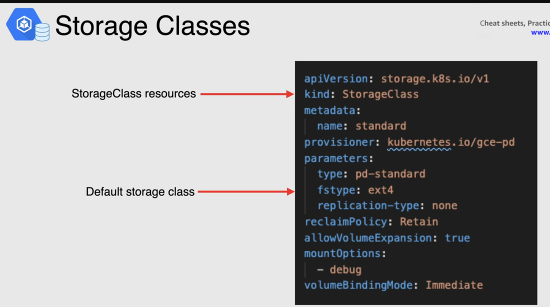 Storage Classes
Cheat sheets, Practic
www.
StorageClass resources
Default storage class
apiVersion: storage.k8s.io/v1
kind: StorageClass
metadata:
  name: standard
provisioner: kubernetes.io/gce-pd
parameters:
  type: pd-standard
  fstype: ext4
  replication-type: none
reclaimPolicy: Retain
allowVolumeExpansion: true
mountOptions:
  - debug
volumeBindingMode: Immediate